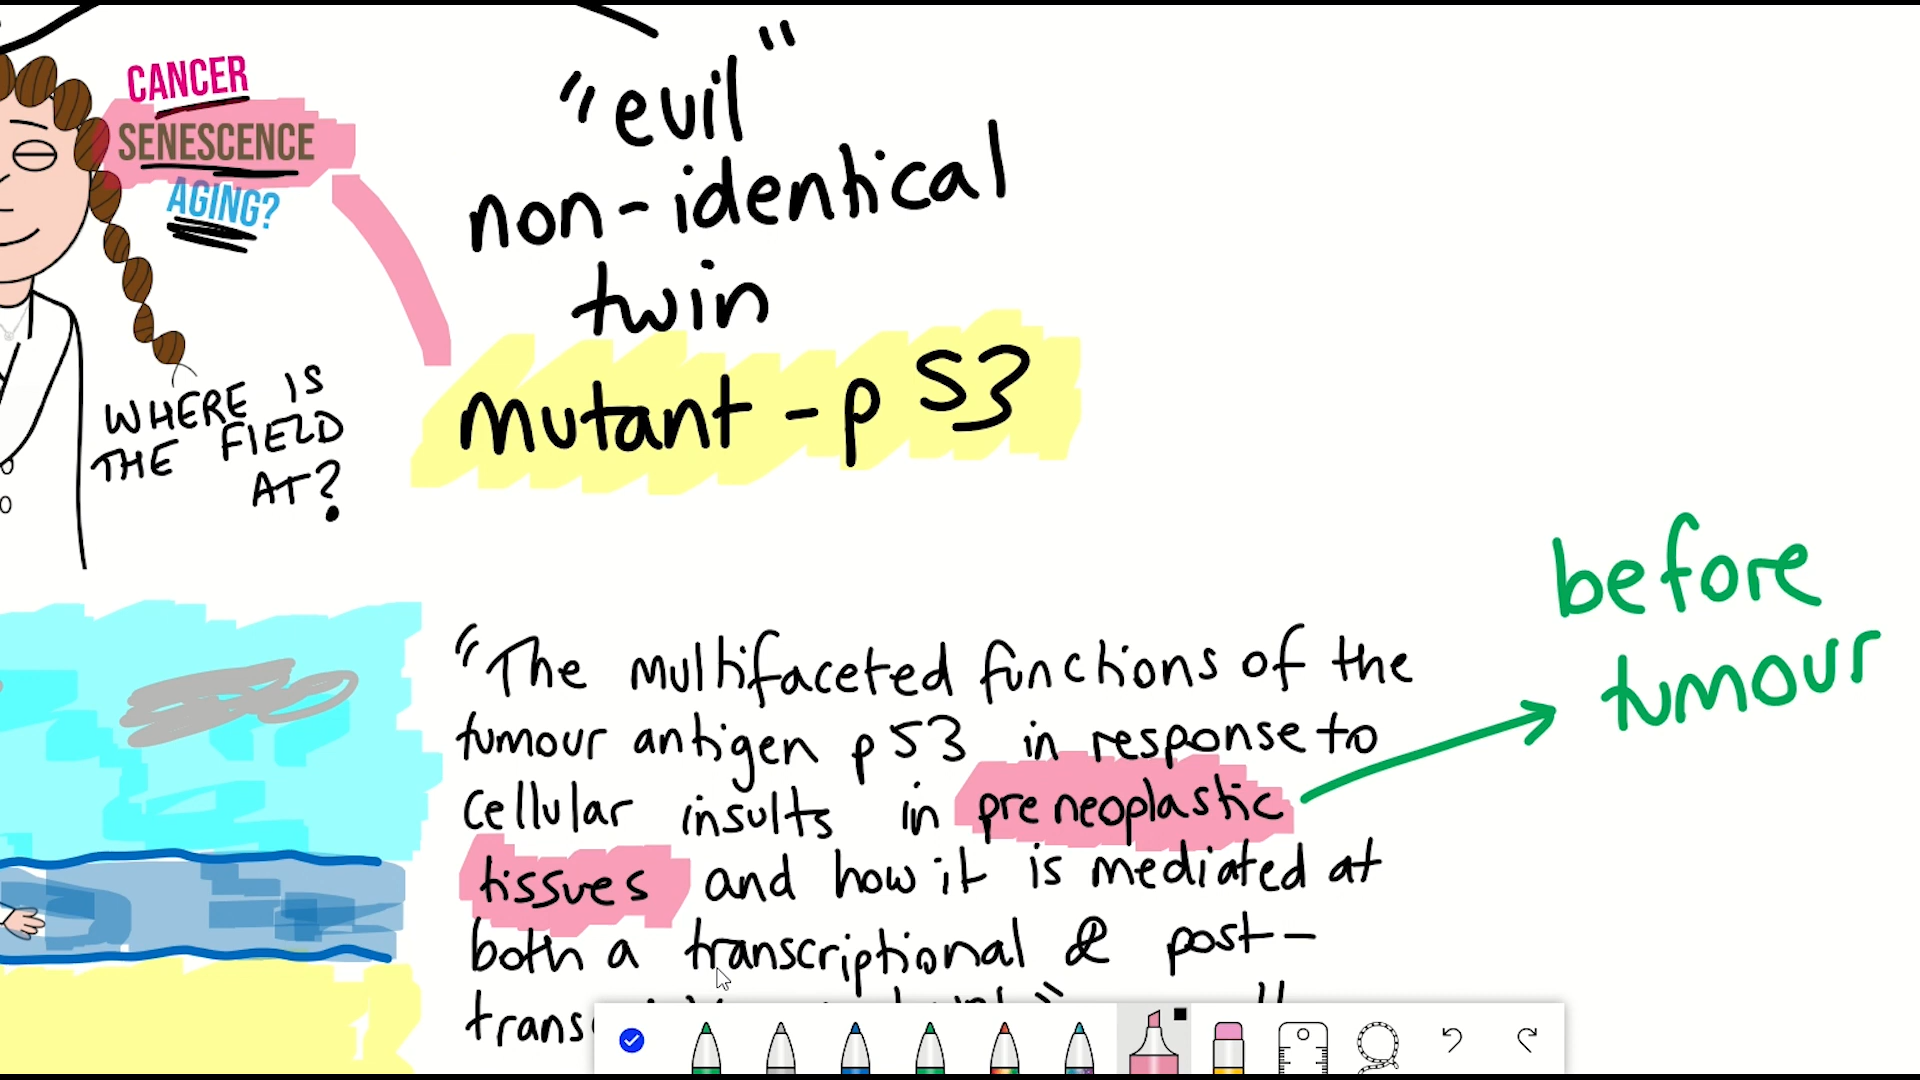 CANCER
SENESCENCE
AGING?
WHERE IS
THE FIELD
AT?
"evil"
non-identical
twin
mutant - p53
"The multifaceted functions of the
tumour antigen p53 in response to
cellular insults in preneoplastic
tissues and how it is mediated at
both a transcriptional & post-
trans
before
tumour